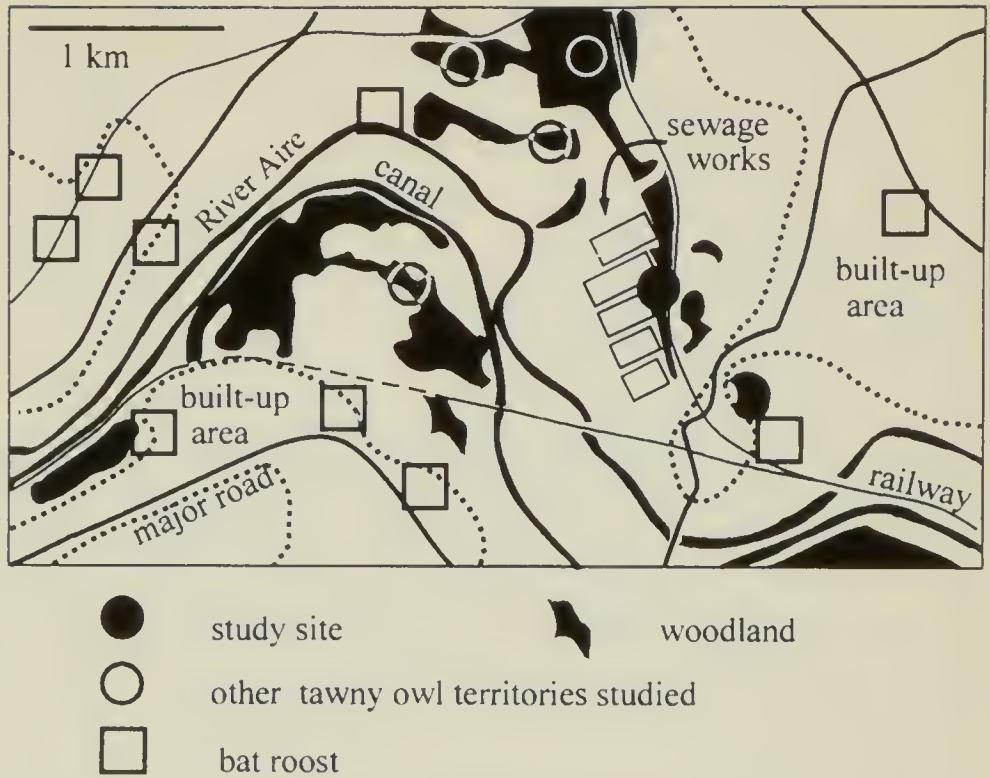 1 km
River Aire
canal
sewage
works
built-up
area
built-up
area
major road
railway
study site
woodland
other tawny owl territories studied
bat roost